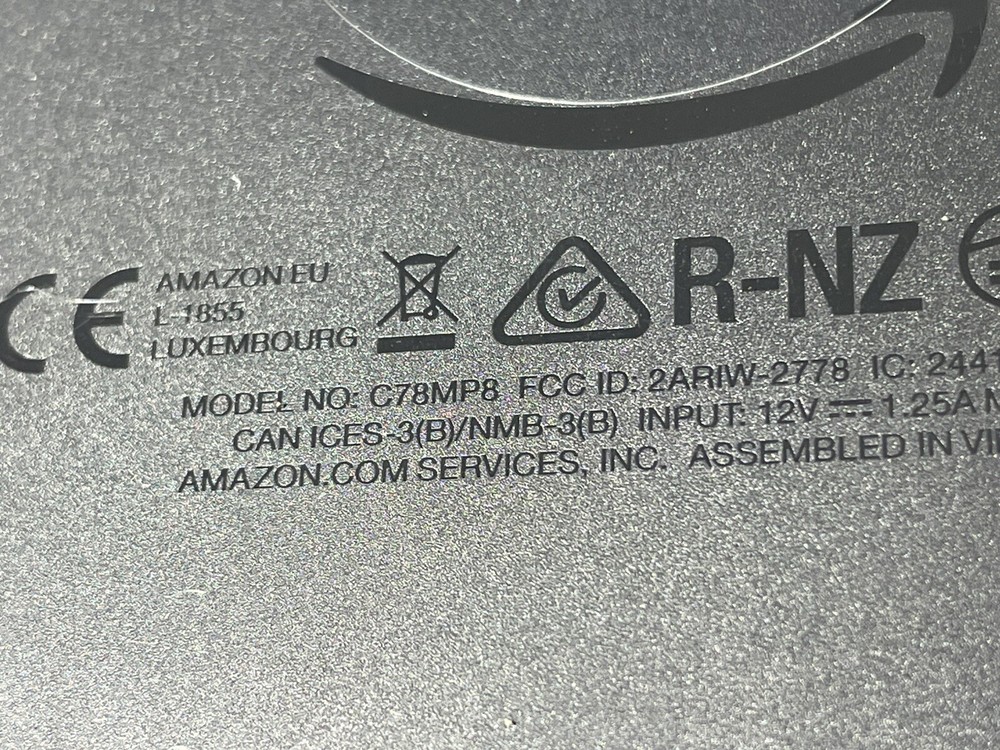 CE AMAZON EU
L-1855
LUXEMBOURG
R-NZ
MODEL NO: C78MP8 FCC ID: 2ARIW-2778 IC: 2441
CAN ICES-3(B)/NMB-3(B) INPUT: 12V ⎓ 1.25A
AMAZON.COM SERVICES, INC. ASSEMBLED IN